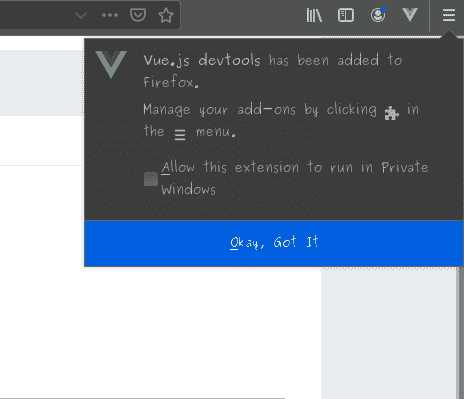 Vue.js devtools has been added to
Firefox.
Manage your add-ons by clicking in
the menu.
Allow this extension to run in Private
Windows
Okay, Got It